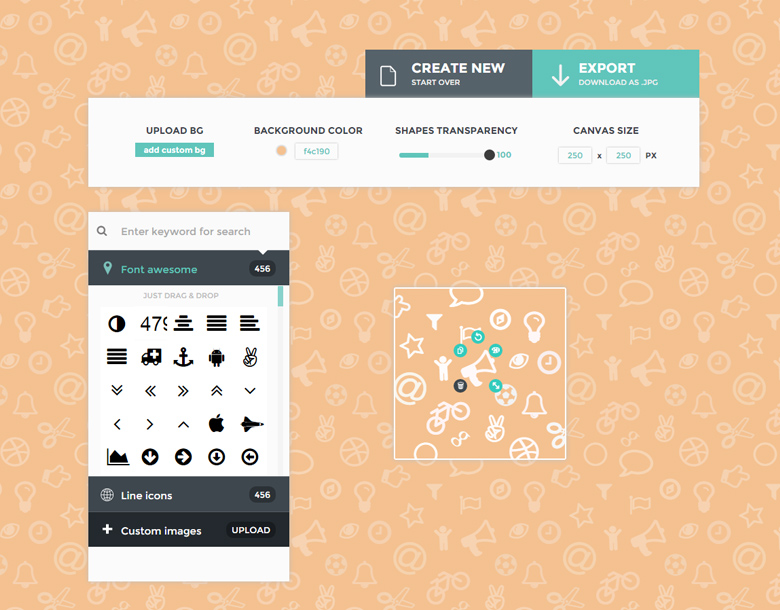 CREATE NEW
START OVER
EXPORT
DOWNLOAD AS .JPG
UPLOAD BG
add custom bg
BACKGROUND COLOR
f4c190
SHAPES TRANSPARENCY
100
CANVAS SIZE
250 x 250 PX
Enter keyword for search
Font awesome 456
JUST DRAG & DROP
479
Line icons 456
Custom images UPLOAD